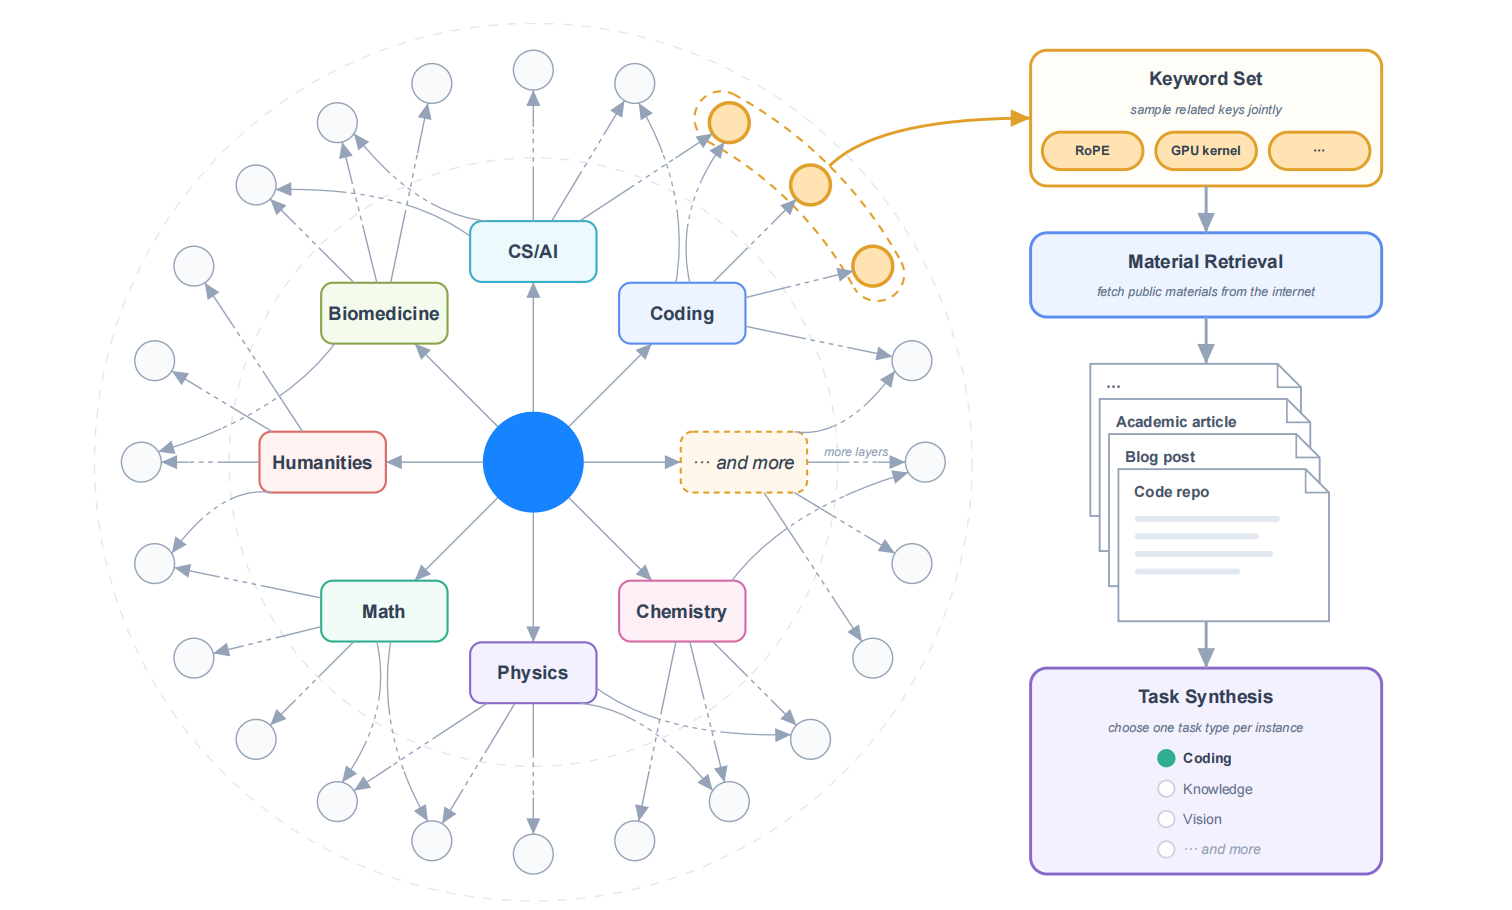 CS/AI
Biomedicine
Coding
Humanities
⋯ and more
more layers
Math
Chemistry
Physics
Keyword Set
sample related keys jointly
RoPE
GPU kernel
⋯
Material Retrieval
fetch public materials from the internet
...
Academic article
Blog post
Code repo
Task Synthesis
choose one task type per instance
Coding
Knowledge
Vision
⋯ and more